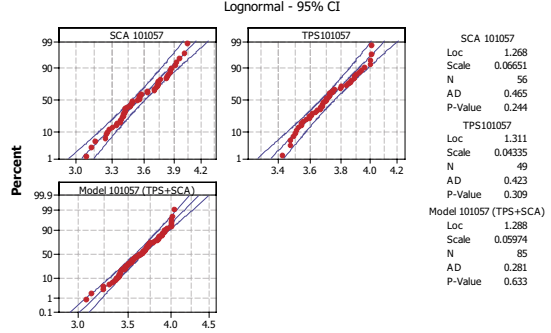 Lognormal - 95% CI
SCA 101057
99
90
50
10
1
3.0 3.3 3.6 3.9 4.2
TPS101057
99
90
50
10
1
3.4 3.6 3.8 4.0 4.2
Percent
Model 101057 (TPS+SCA)
99.9
99
90
50
10
1
0.1
3.0 3.5 4.0 4.5
SCA 101057
Loc 1.268
Scale 0.06651
N 56
AD 0.465
P-Value 0.244
TPS101057
Loc 1.311
Scale 0.04335
N 49
AD 0.423
P-Value 0.309
Model 101057 (TPS+SCA)
Loc 1.288
Scale 0.05974
N 85
AD 0.281
P-Value 0.633